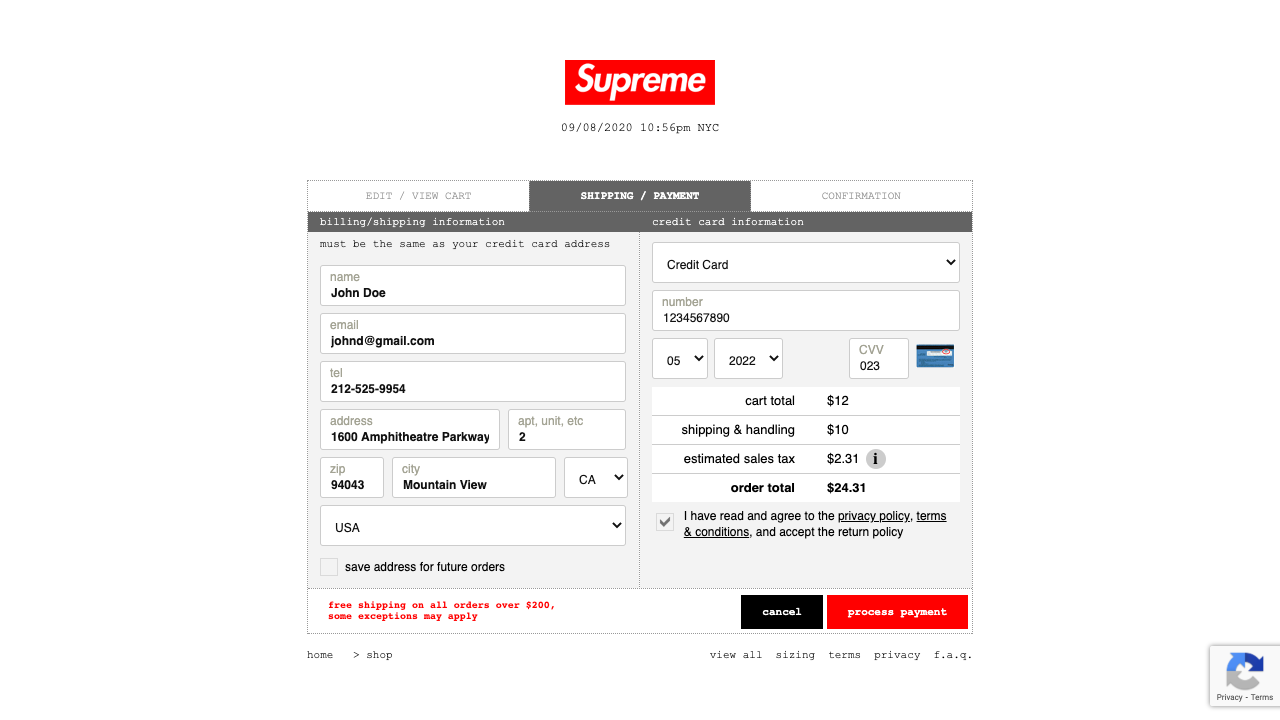 Supreme
09/08/2020 10:56pm NYC
EDIT / VIEW CART
SHIPPING / PAYMENT
CONFIRMATION
billing/shipping information
must be the same as your credit card address
name
John Doe
email
johnd@gmail.com
tel
212-525-9954
address
1600 Amphitheatre Parkway
apt, unit, etc
2
zip
94043
city
Mountain View
CA
USA
save address for future orders
credit card information
Credit Card
number
1234567890
05
2022
CVV
023
cart total $12
shipping & handling $10
estimated sales tax $2.31 i
order total $24.31
I have read and agree to the privacy policy, terms
& conditions, and accept the return policy
free shipping on all orders over $200,
some exceptions may apply
cancel
process payment
home > shop
view all sizing terms privacy f.a.q.
Privacy - Terms